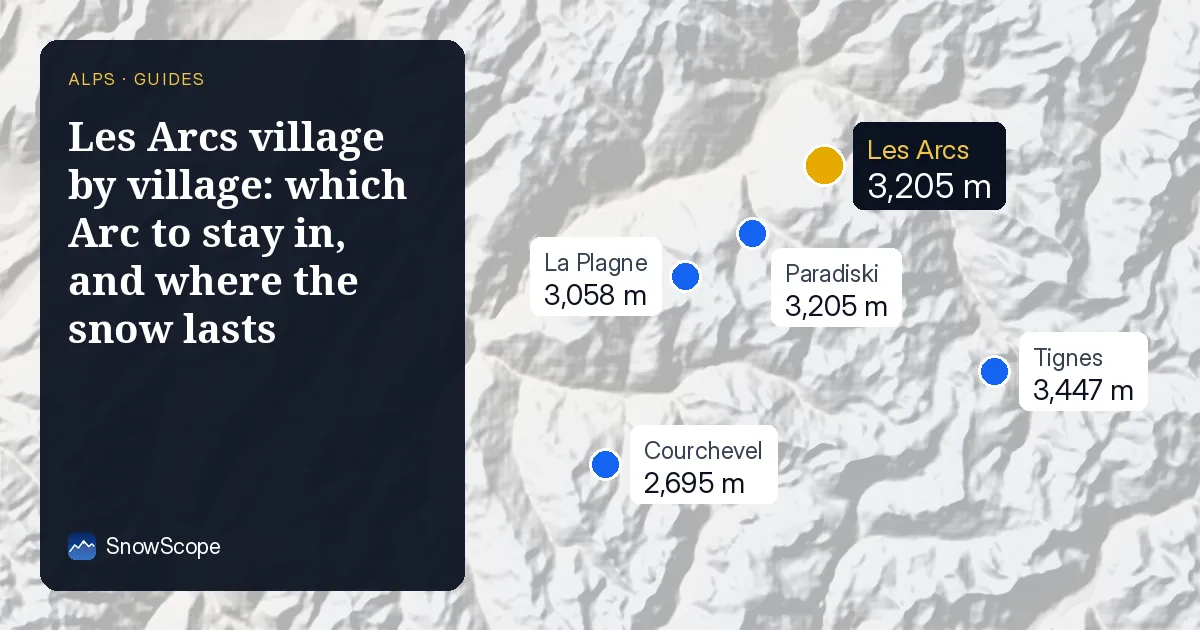 ALPS · GUIDES
Les Arcs village
by village: which
Arc to stay in,
and where the
snow lasts
SnowScope
Les Arcs
3,205 m
La Plagne
3,058 m
Paradiski
3,205 m
Tignes
3,447 m
Courchevel
2,695 m